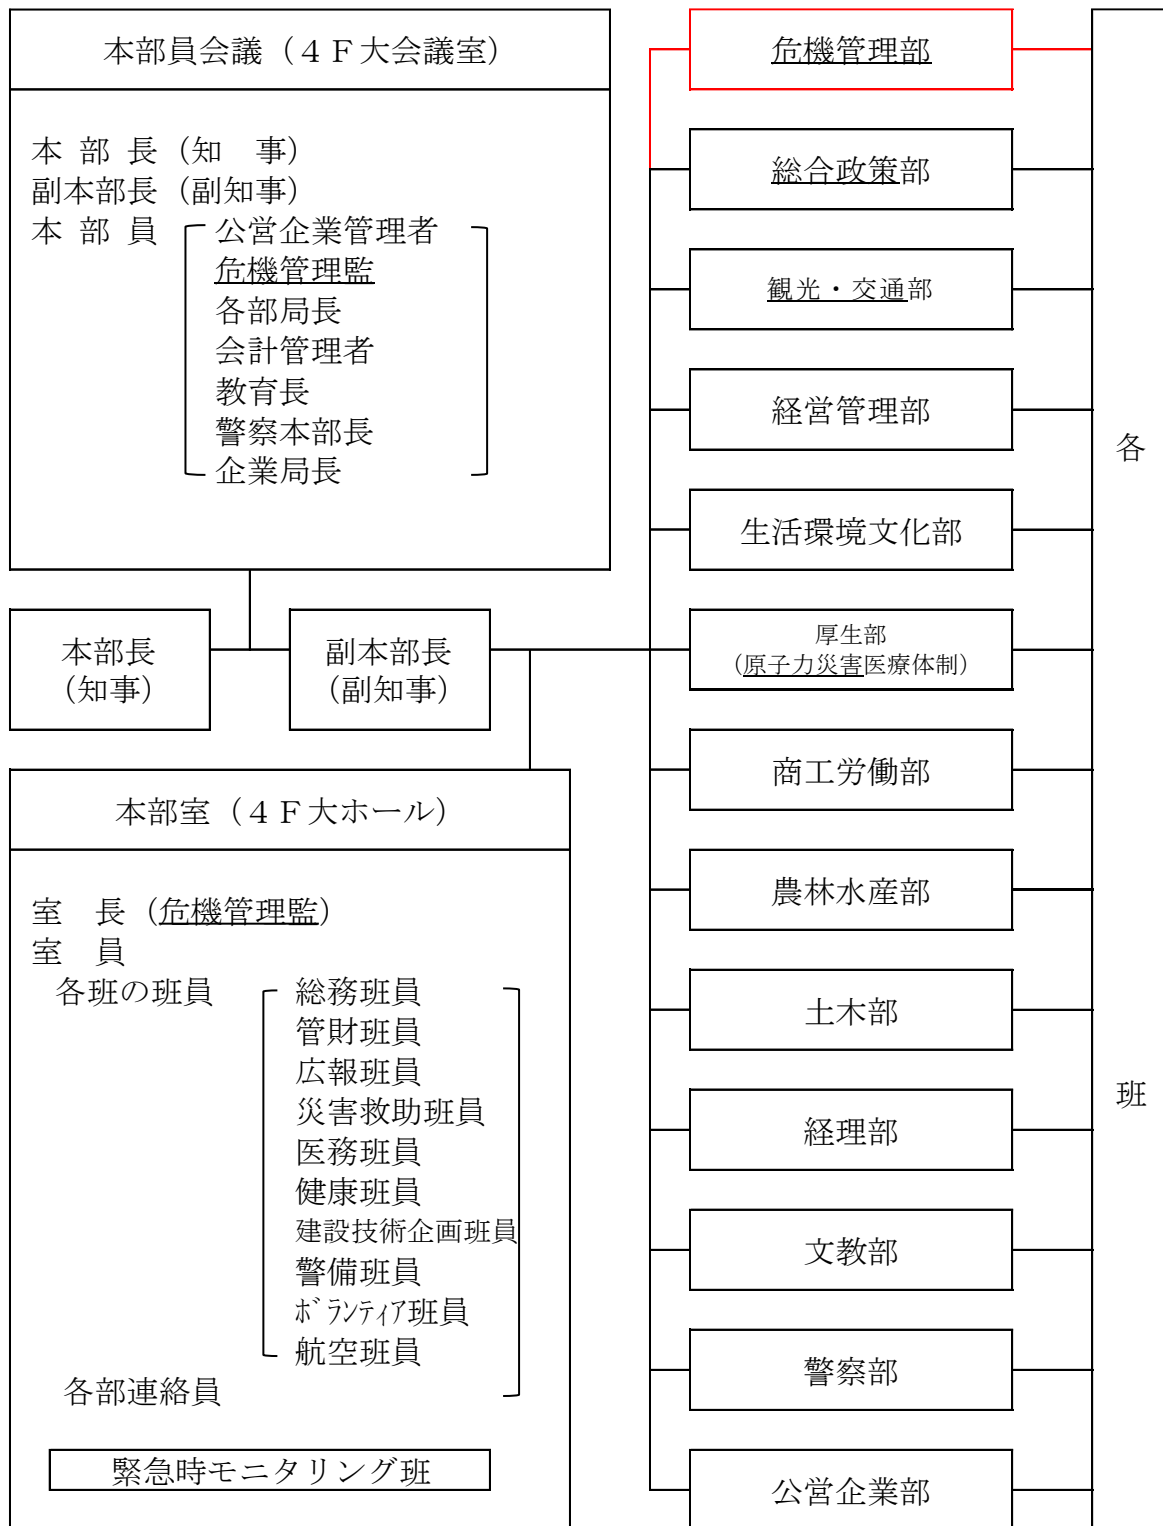 本部員会議（４Ｆ大会議室）
本 部 長（知　事）
副本部長（副知事）
本 部 員
公営企業管理者
危機管理監
各部局長
会計管理者
教育長
警察本部長
企業局長
本部長
（知事）
副本部長
（副知事）
本部室（４Ｆ大ホール）
室　長（危機管理監）
室　員
各班の班員
総務班員
管財班員
広報班員
災害救助班員
医務班員
健康班員
建設技術企画班員
警備班員
ﾎﾞﾗﾝﾃｨｱ班員
航空班員
各部連絡員
緊急時モニタリング班
危機管理部
総合政策部
観光・交通部
経営管理部
生活環境文化部
厚生部
（原子力災害医療体制）
商工労働部
農林水産部
土木部
経理部
文教部
警察部
公営企業部
各
班